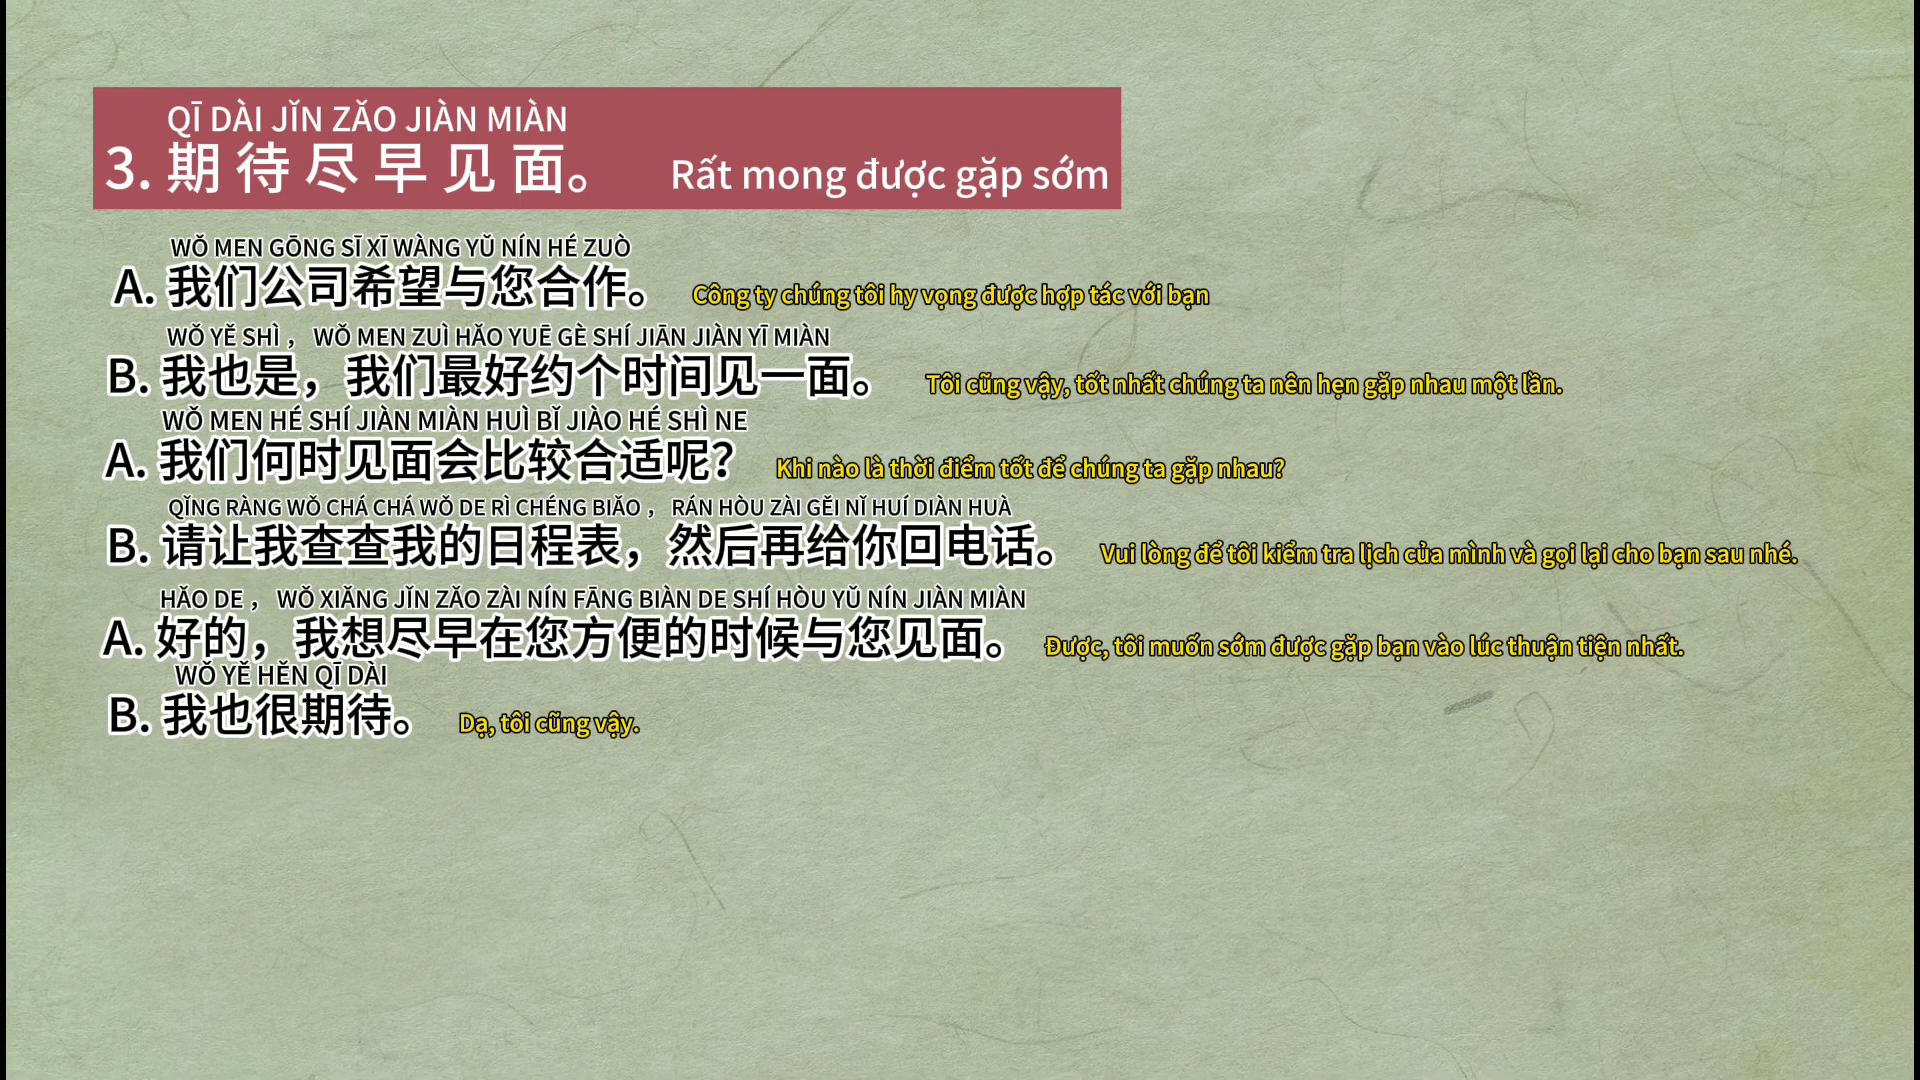 QĪ DÀI JǏN ZǍO JIÀN MIÀN
3. 期 待 尽 早 见 面。 Rất mong được gặp sớm
WǑ MEN GŌNG SĪ XĪ WÀNG YǓ NÍN HÉ ZUÒ
A. 我们公司希望与您合作。 Công ty chúng tôi hy vọng được hợp tác với bạn
WǑ YĚ SHÌ， WǑ MEN ZUÌ HǍO YUĒ GÈ SHÍ JIĀN JIÀN YĪ MIÀN
B. 我也是，我们最好约个时间见一面。 Tôi cũng vậy, tốt nhất chúng ta nên hẹn gặp nhau một lần.
WǑ MEN HÉ SHÍ JIÀN MIÀN HUÌ BǏ JIÀO HÉ SHÌ NE
A. 我们何时见面会比较合适呢？ Khi nào là thời điểm tốt để chúng ta gặp nhau?
QǏNG RÀNG WǑ CHÁ CHÁ WǑ DE RÌ CHÉNG BIǍO， RÁN HÒU ZÀI GĚI NǏ HUÍ DIÀN HUÀ
B. 请让我查查我的日程表，然后再给你回电话。 Vui lòng để tôi kiểm tra lịch của mình và gọi lại cho bạn sau nhé.
HǍO DE， WǑ XIǍNG JǏN ZǍO ZÀI NÍN FĀNG BIÀN DE SHÍ HÒU YǓ NÍN JIÀN MIÀN
A. 好的，我想尽早在您方便的时候与您见面。 Được, tôi muốn sớm được gặp bạn vào lúc thuận tiện nhất.
WǑ YĚ HĚN QĪ DÀI
B. 我也很期待。 Dạ, tôi cũng vậy.